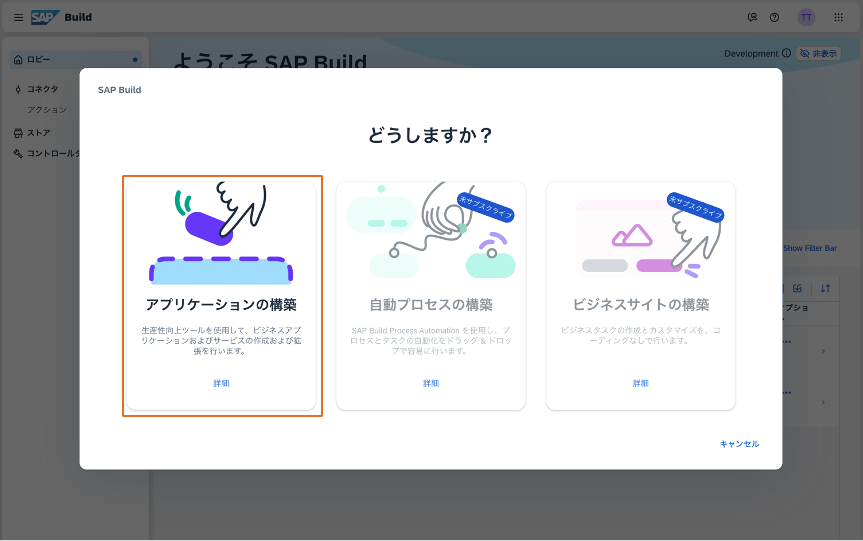 SAP Build
TT
ロビー
コネクタ
アクション
ストア
コントロール
ようこそ SAP Build
Development
非表示
SAP Build
どうしますか？
アプリケーションの構築
生産性向上ツールを使用して、ビジネスアプ
リケーションおよびサービスの作成および拡
張を行います。
詳細
未サブスクライブ
自動プロセスの構築
SAP Build Process Automation を使用し、プ
ロセスとタスクの自動化をドラッグ & ドロッ
プで容易に行います。
詳細
未サブスクライブ
ビジネスサイトの構築
ビジネスタスクの作成とカスタマイズを、コ
ーディングなしで行います。
詳細
キャンセル
Show Filter Bar
プション